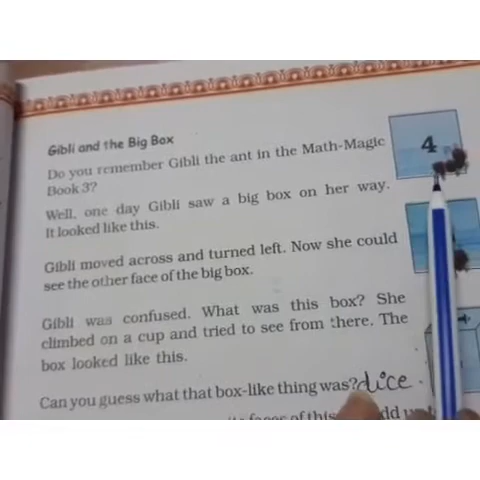 Gibli and the Big Box
Do you remember Gibli the ant in the Math-Magic
Book 3?
Well, one day Gibli saw a big box on her way.
It looked like this.
Gibli moved across and turned left. Now she could
see the other face of the big box.
Gibli was confused. What was this box? She
climbed on a cup and tried to see from there. The
box looked like this.
Can you guess what that box-like thing was? dice
faces of this
4